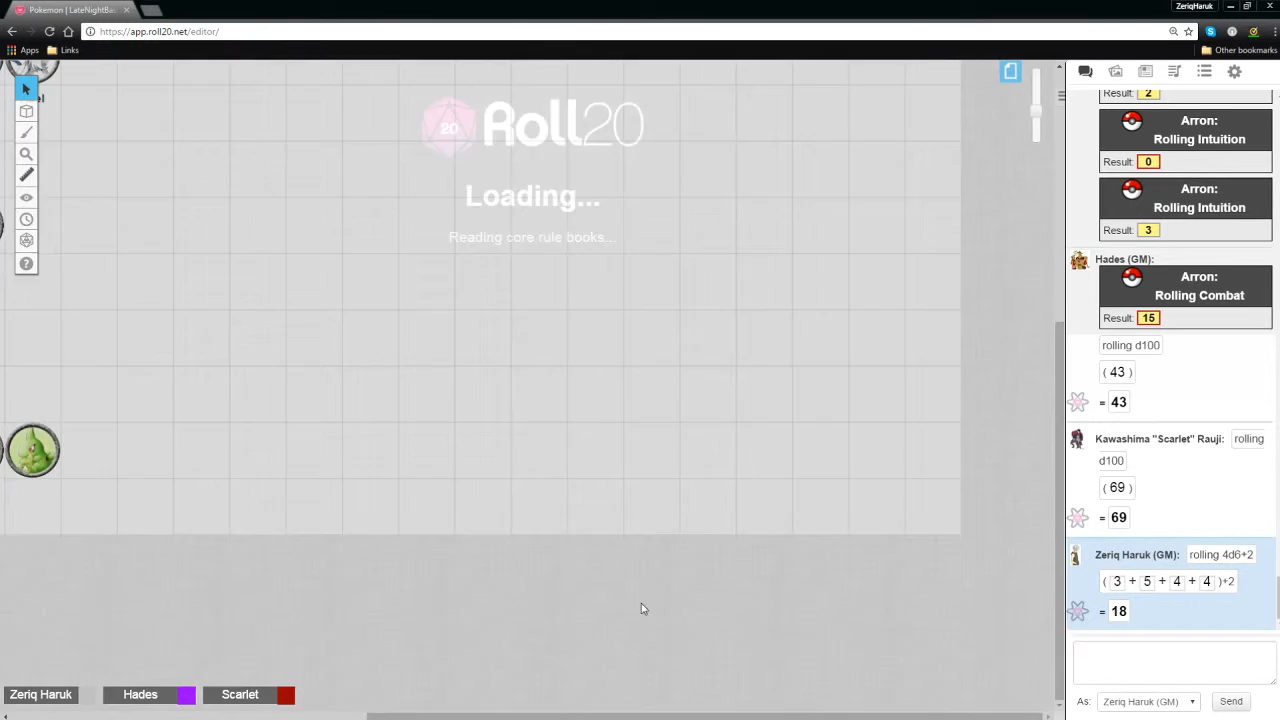 Pokemon | LateNightBa
ZeriqHaruk
https://app.roll20.net/editor/
Apps Links
Other bookmarks
20 Roll20
Loading...
Reading core rule books...
el
Result: 2
Arron:
Rolling Intuition
Result: 0
Arron:
Rolling Intuition
Result: 3
Hades (GM):
Arron:
Rolling Combat
Result: 15
rolling d100
( 43 )
= 43
Kawashima "Scarlet" Rauji: rolling
d100
( 69 )
= 69
Zeriq Haruk (GM): rolling 4d6+2
( 3 + 5 + 4 + 4 )+2
= 18
As: Zeriq Haruk (GM) Send
Zeriq Haruk Hades Scarlet